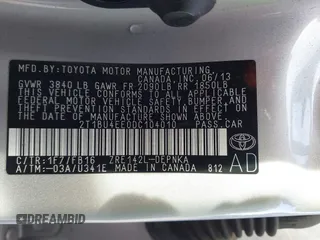 MFD. BY: TOYOTA MOTOR MANUFACTURING,
CANADA, INC. 06/13
GVWR 3840 LB GAWR FR 2090LB RR 1850LB
THIS VEHICLE CONFORMS TO ALL APPLICABLE
FEDERAL MOTOR VEHICLE SAFETY, BUMPER,
AND THEFT PREVENTION STANDARDS IN
EFFECT ON THE DATE OF MANUFACTURE
SHOWN ABOVE.
2T1BU4EE0DC104010 PASS.CAR
C/TR:1F7/FB16 ZRE142L-DEPNKA
A/TM:-03A/U341E MADE IN CANADA 812
AD
TOYOTA
AUTOBIDMASTER